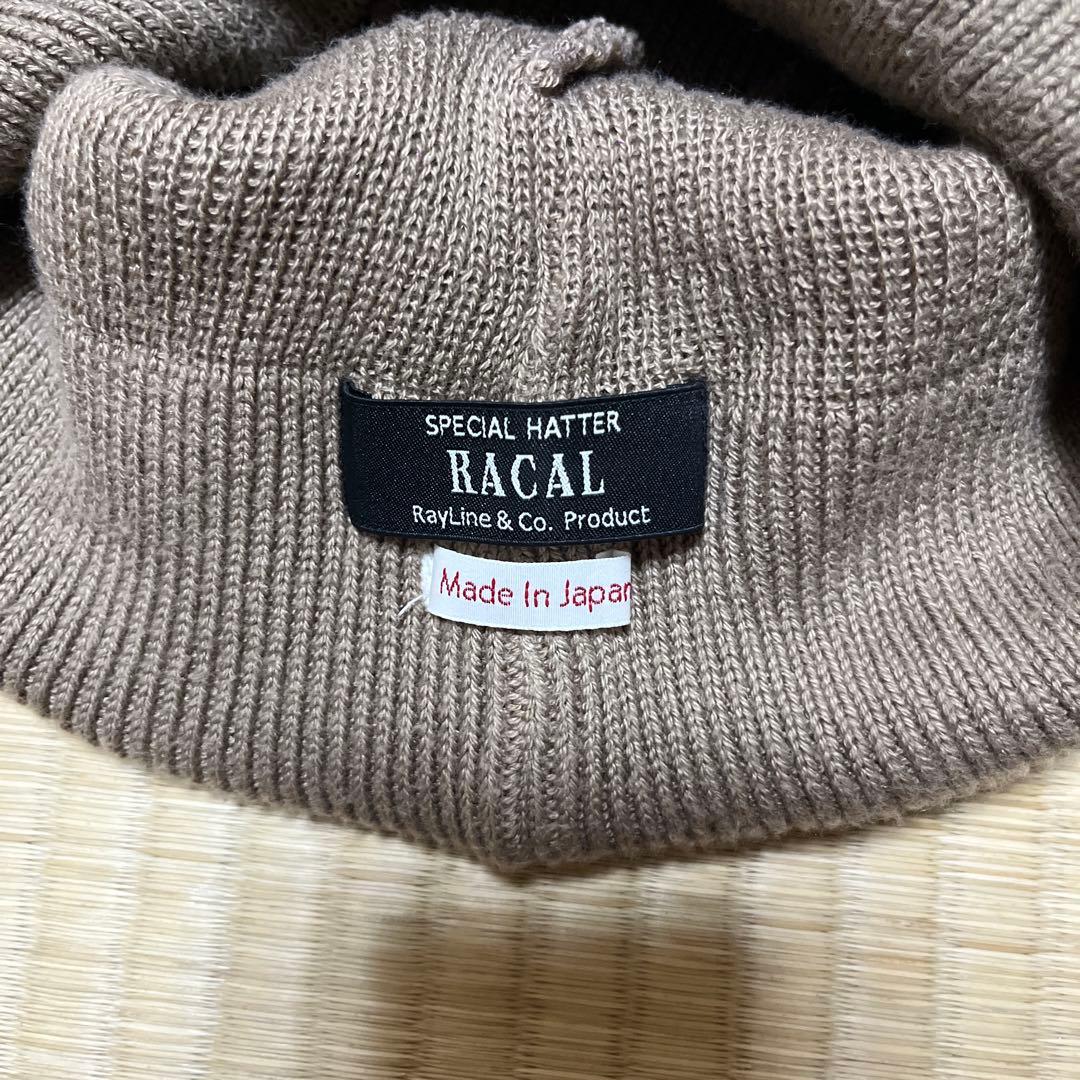 SPECIAL HATTER
RACAL
RayLine & Co. Product
Made In Japan